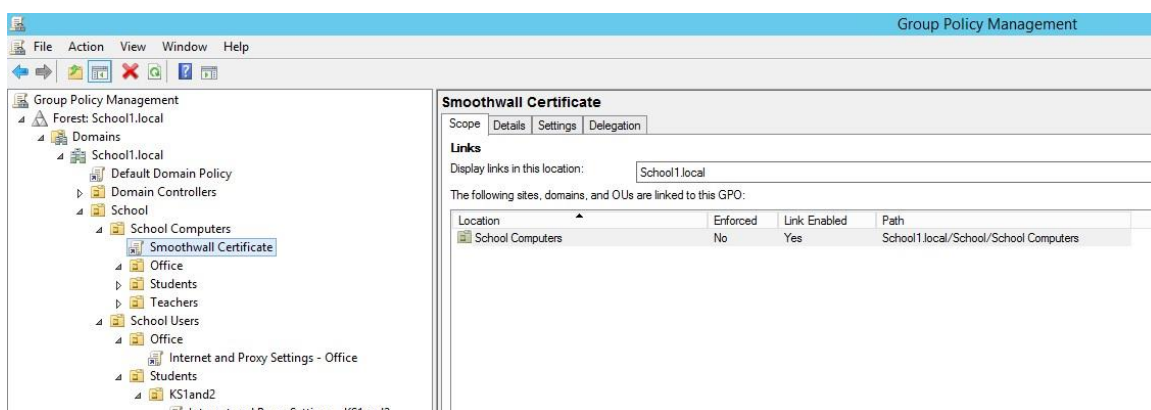 Group Policy Management
File Action View Window Help
Group Policy Management
Forest: School1.local
Domains
School1.local
Default Domain Policy
Domain Controllers
School
School Computers
Smoothwall Certificate
Office
Students
Teachers
School Users
Office
Internet and Proxy Settings - Office
Students
KS1and2
Smoothwall Certificate
Scope Details Settings Delegation
Links
Display links in this location: School1.local
The following sites, domains, and OUs are linked to this GPO:
Location Enforced Link Enabled Path
School Computers No Yes School1.local/School/School Computers